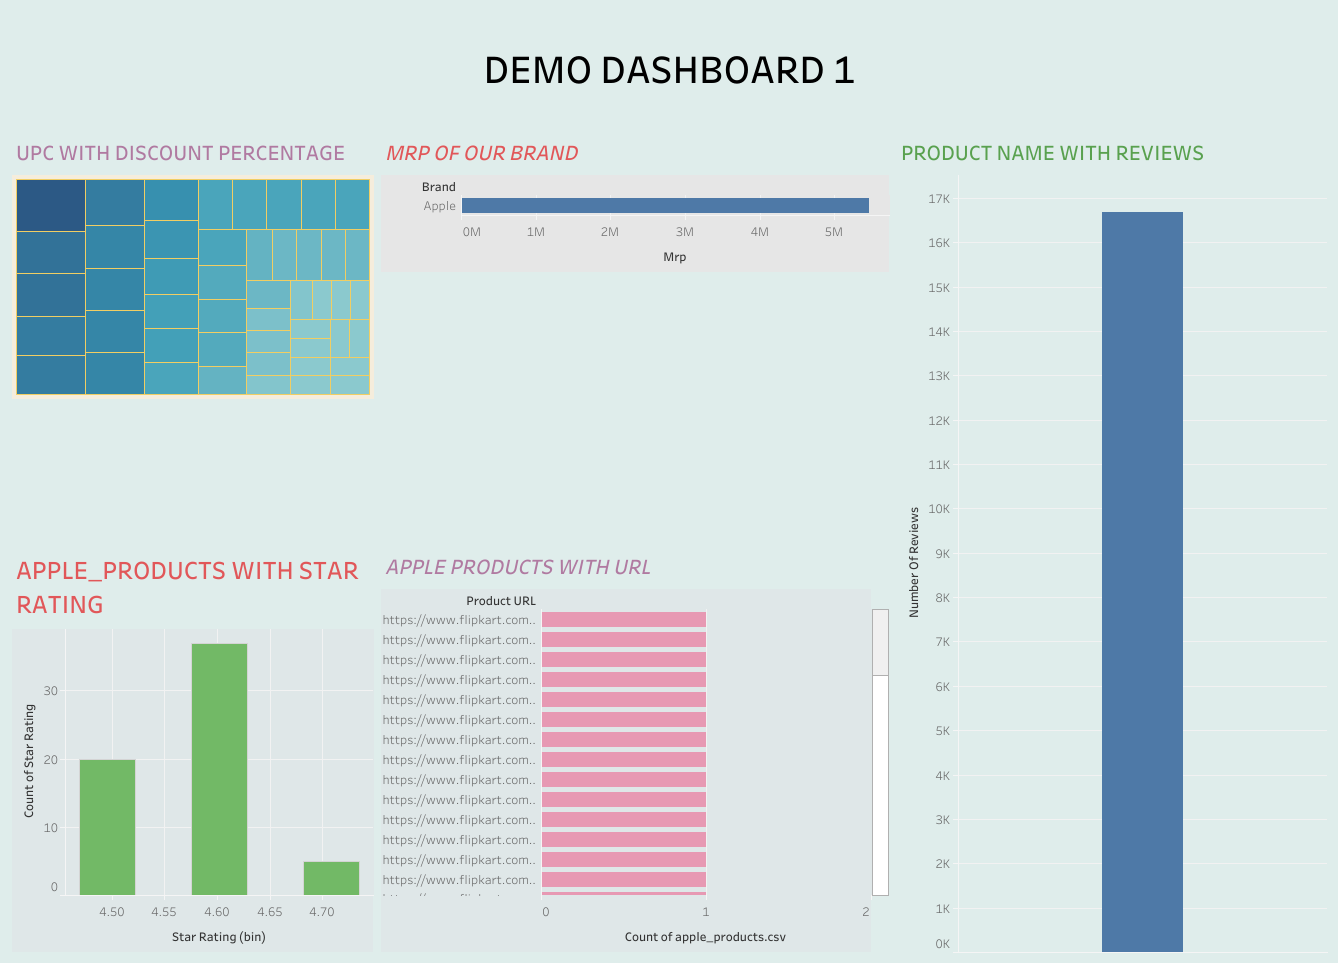 DEMO DASHBOARD 1
UPC WITH DISCOUNT PERCENTAGE
MRP OF OUR BRAND
Brand
Apple
0M 1M 2M 3M 4M 5M
Mrp
PRODUCT NAME WITH REVIEWS
17K
16K
15K
14K
13K
12K
11K
10K
9K
8K
7K
6K
5K
4K
3K
2K
1K
0K
Number Of Reviews
APPLE_PRODUCTS WITH STAR
RATING
30
20
10
0
Count of Star Rating
4.50 4.55 4.60 4.65 4.70
Star Rating (bin)
APPLE PRODUCTS WITH URL
Product URL
https://www.flipkart.com..
https://www.flipkart.com..
https://www.flipkart.com..
https://www.flipkart.com..
https://www.flipkart.com..
https://www.flipkart.com..
https://www.flipkart.com..
https://www.flipkart.com..
https://www.flipkart.com..
https://www.flipkart.com..
https://www.flipkart.com..
https://www.flipkart.com..
https://www.flipkart.com..
https://www.flipkart.com..
0 1 2
Count of apple_products.csv